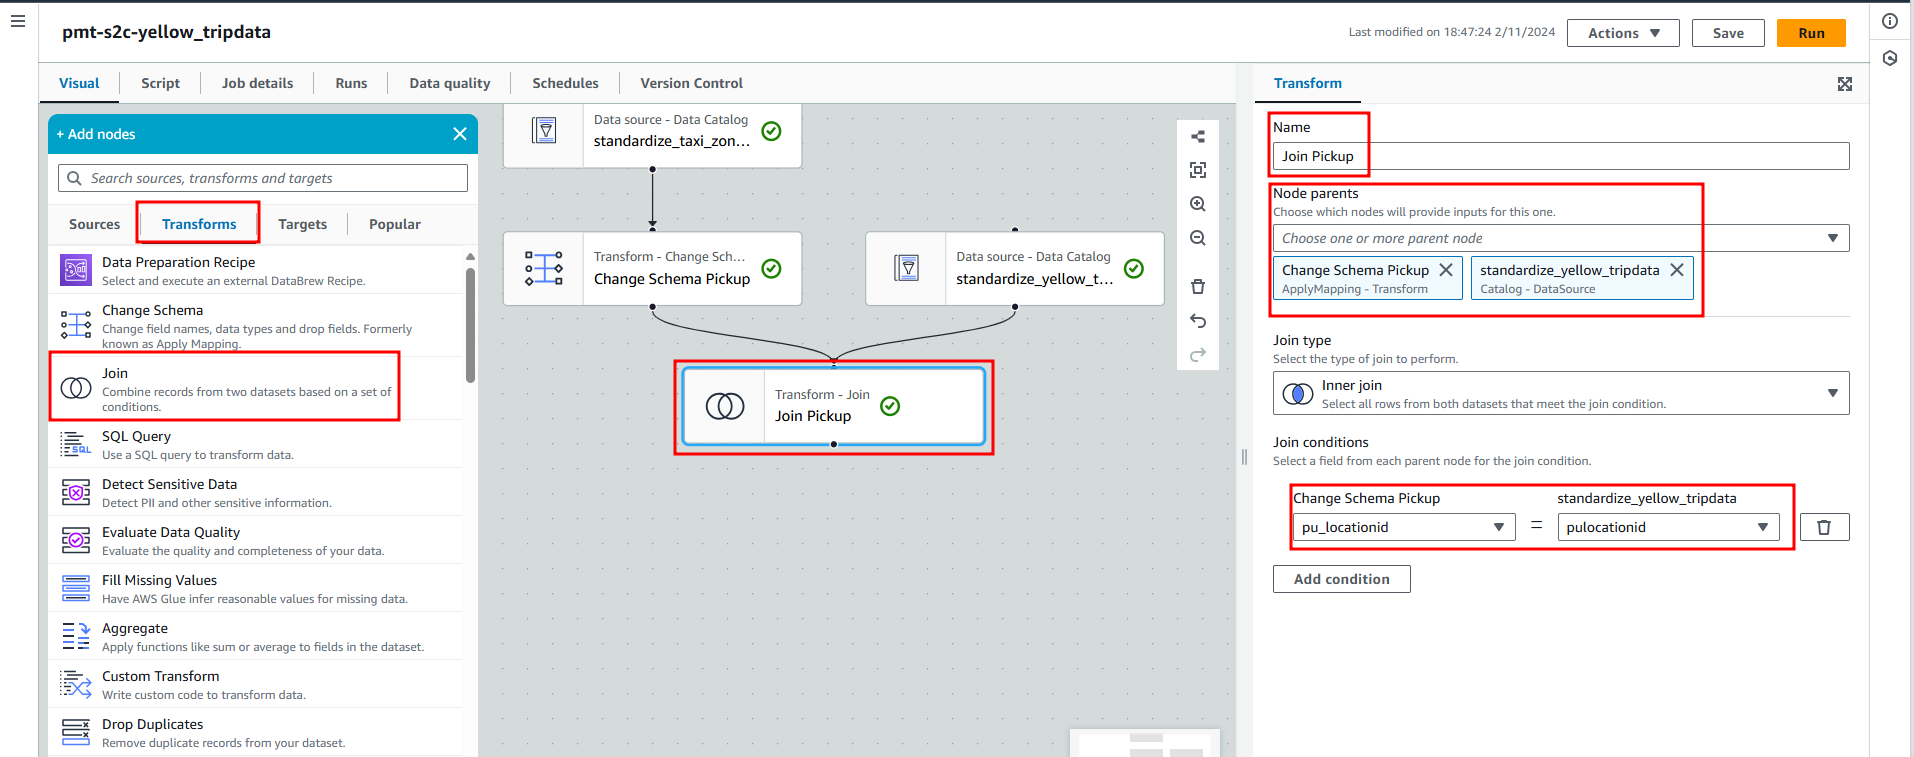 pmt-s2c-yellow_tripdata
Last modified on 18:47:24 2/11/2024
Actions
Save
Run
Visual
Script
Job details
Runs
Data quality
Schedules
Version Control
+ Add nodes
Search sources, transforms and targets
Sources
Transforms
Targets
Popular
Data Preparation Recipe
Select and execute an external DataBrew Recipe.
Change Schema
Change field names, data types and drop fields. Formerly
known as Apply Mapping.
Join
Combine records from two datasets based on a set of
conditions.
SQL Query
SQL
Use a SQL query to transform data.
Detect Sensitive Data
Detect PII and other sensitive information.
Evaluate Data Quality
Evaluate the quality and completeness of your data.
Fill Missing Values
Have AWS Glue infer reasonable values for missing data.
Aggregate
Apply functions like sum or average to fields in the dataset.
Custom Transform
Write custom code to transform data.
Drop Duplicates
Remove duplicate records from your dataset.
Data source - Data Catalog
standardize_taxi_zon...
Transform - Change Sch...
Change Schema Pickup
Data source - Data Catalog
standardize_yellow_t...
Transform - Join
Join Pickup
Transform
Name
Join Pickup
Node parents
Choose which nodes will provide inputs for this one.
Choose one or more parent node
Change Schema Pickup
ApplyMapping - Transform
standardize_yellow_tripdata
Catalog - DataSource
Join type
Select the type of join to perform.
Inner join
Select all rows from both datasets that meet the join condition.
Join conditions
Select a field from each parent node for the join condition.
Change Schema Pickup
standardize_yellow_tripdata
pu_locationid
=
pulocationid
Add condition